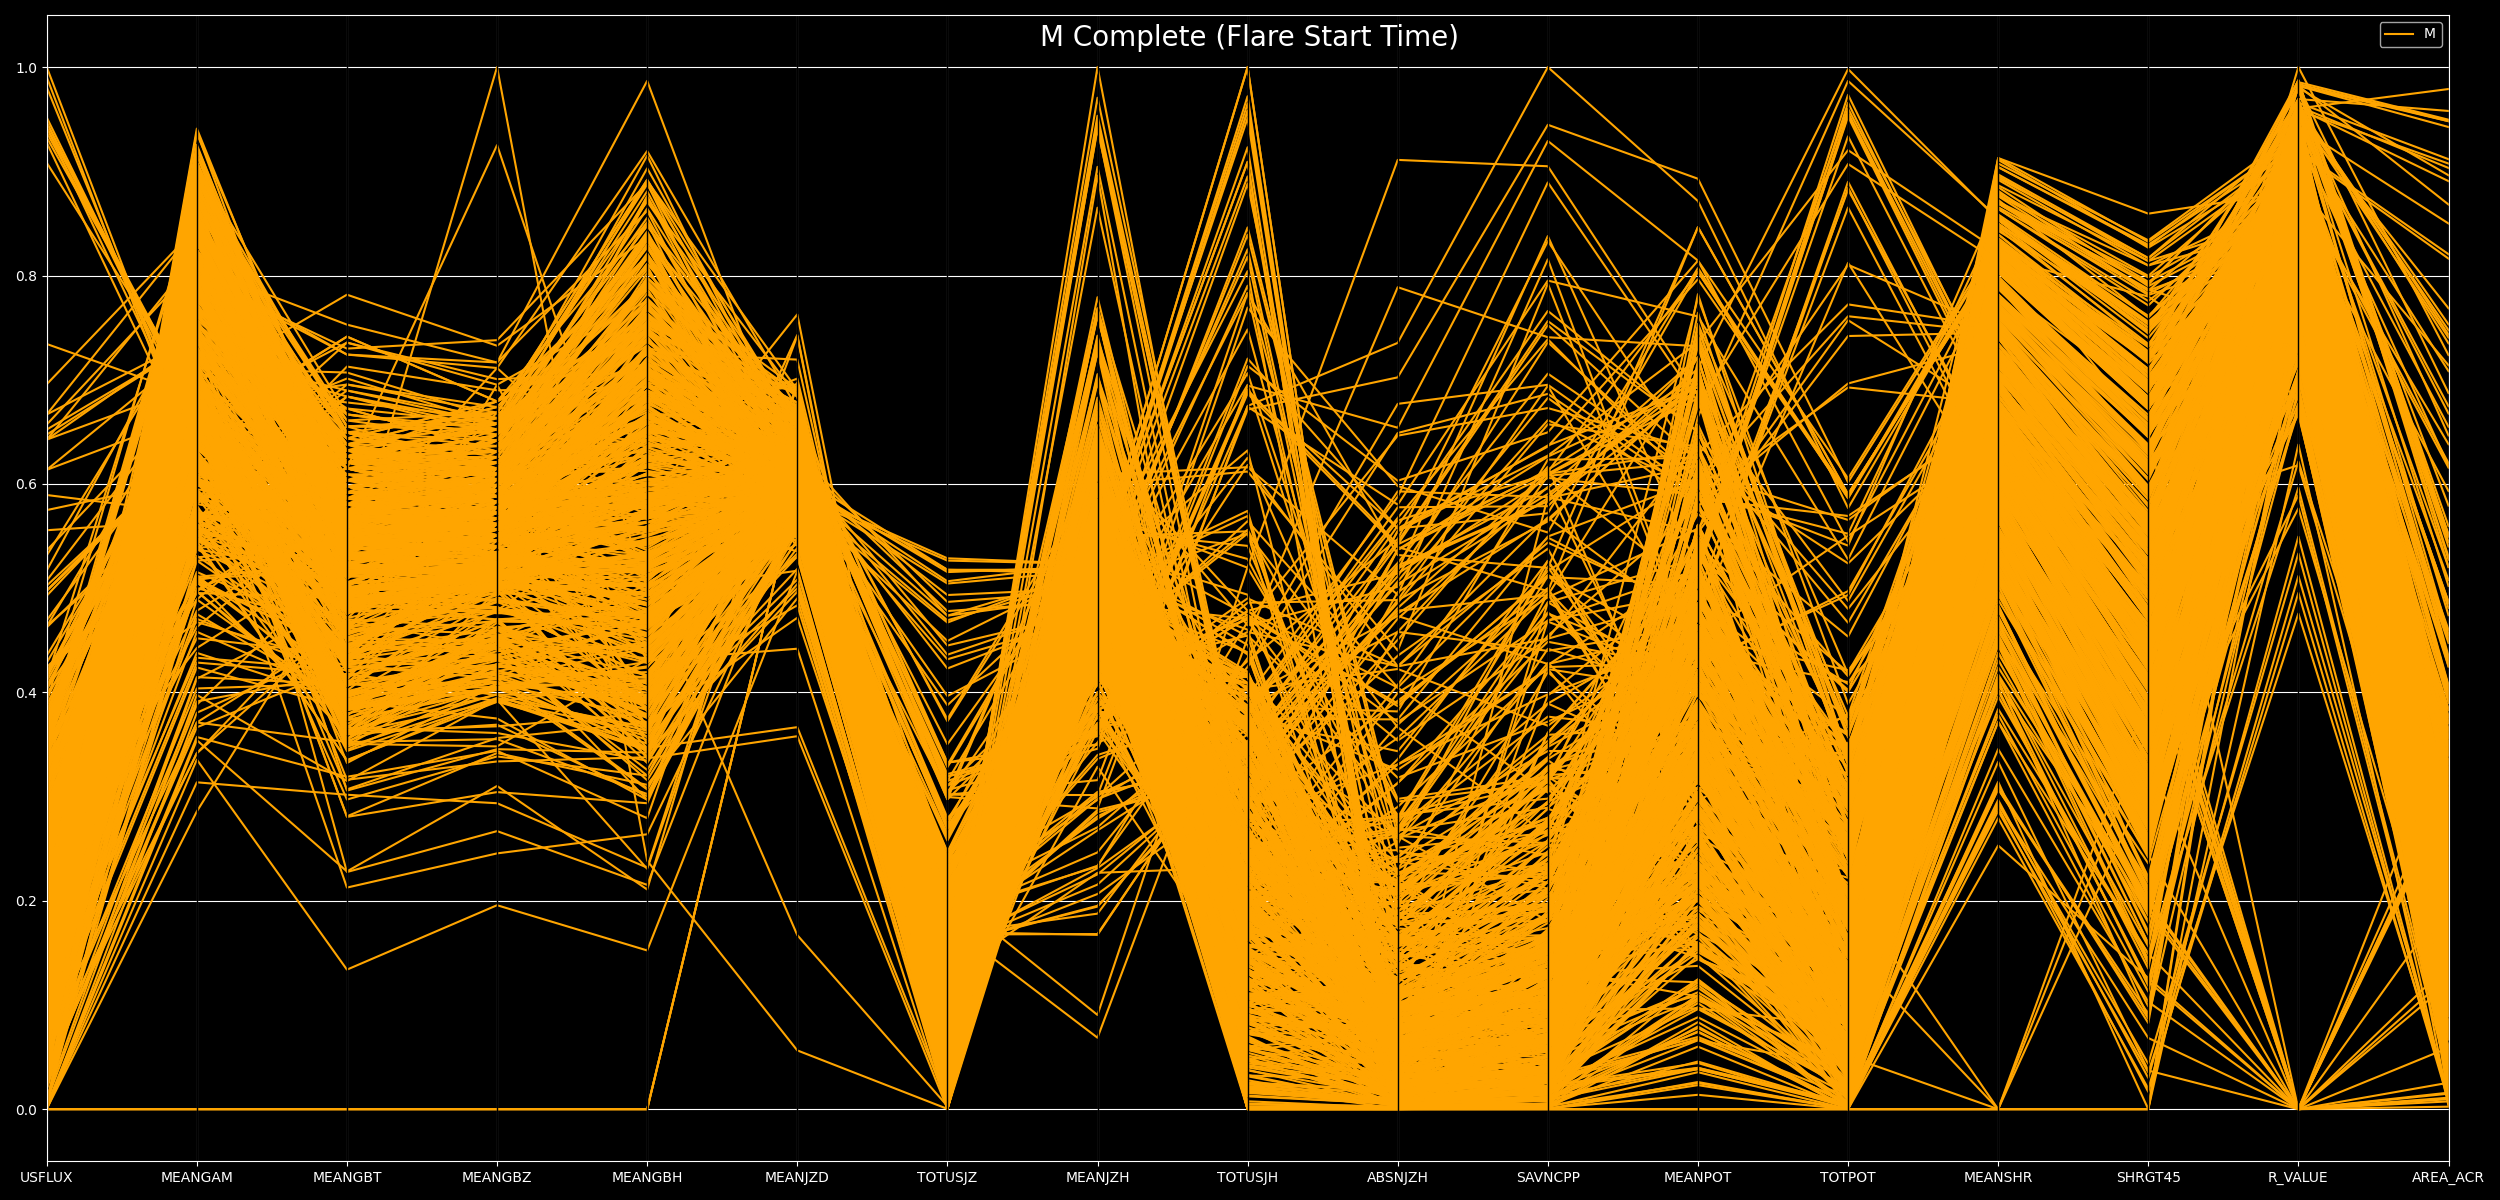 M Complete (Flare Start Time)
M
1.0
0.8
0.6
0.4
0.2
0.0
USFLUX MEANGAM MEANGBT MEANGBZ MEANGBH MEANJZD TOTUSJZ MEANJZH TOTUSJH ABSNJZH SAVNCPP MEANPOT TOTPOT MEANSHR SHRGT45 R_VALUE AREA_ACR